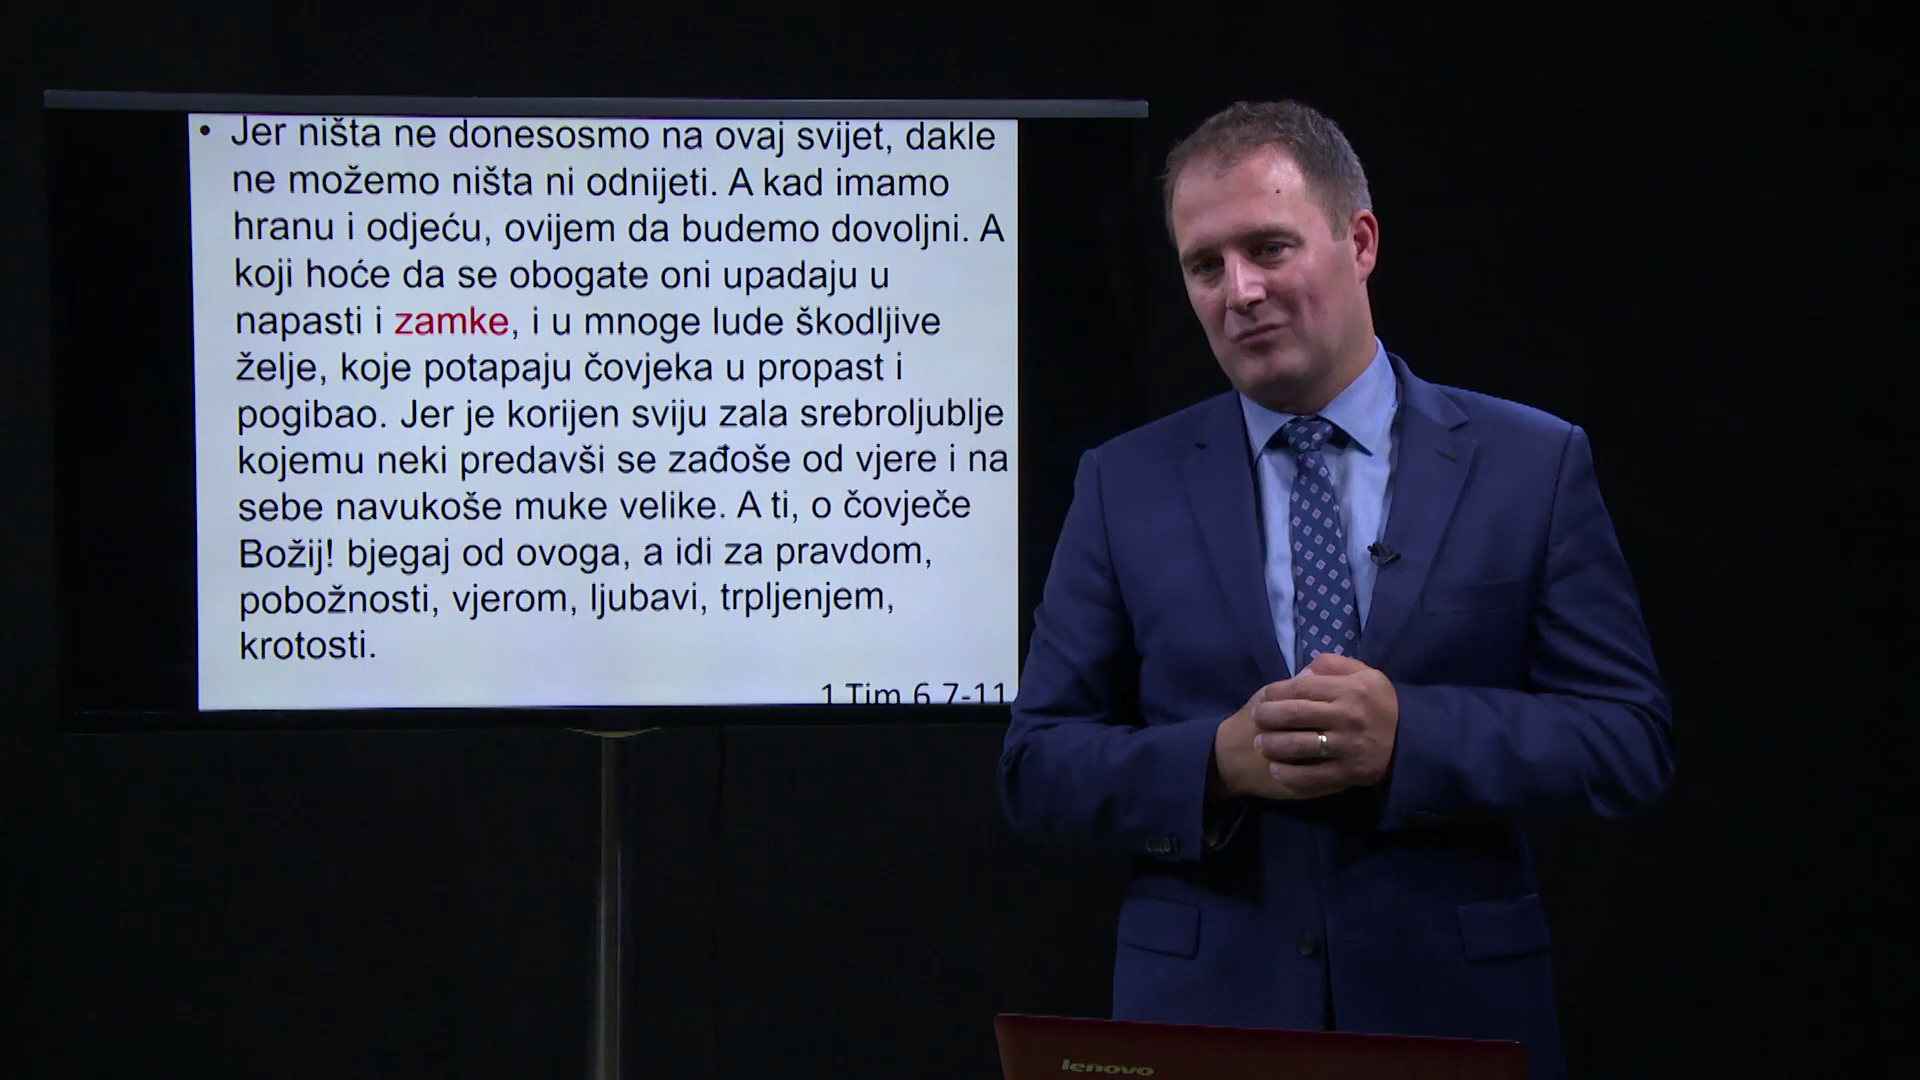 • Jer ništa ne donesosmo na ovaj svijet, dakle
ne možemo ništa ni odnijeti. A kad imamo
hranu i odjeću, ovijem da budemo dovoljni. A
koji hoće da se obogate oni upadaju u
napasti i zamke, i u mnoge lude škodljive
želje, koje potapaju čovjeka u propast i
pogibao. Jer je korijen sviju zala srebroljublje
kojemu neki predavši se zađoše od vjere i na
sebe navukoše muke velike. A ti, o čovječe
Božij! bjegaj od ovoga, a idi za pravdom,
pobožnosti, vjerom, ljubavi, trpljenjem,
krotosti.
1 Tim 6,7-11
lenovo